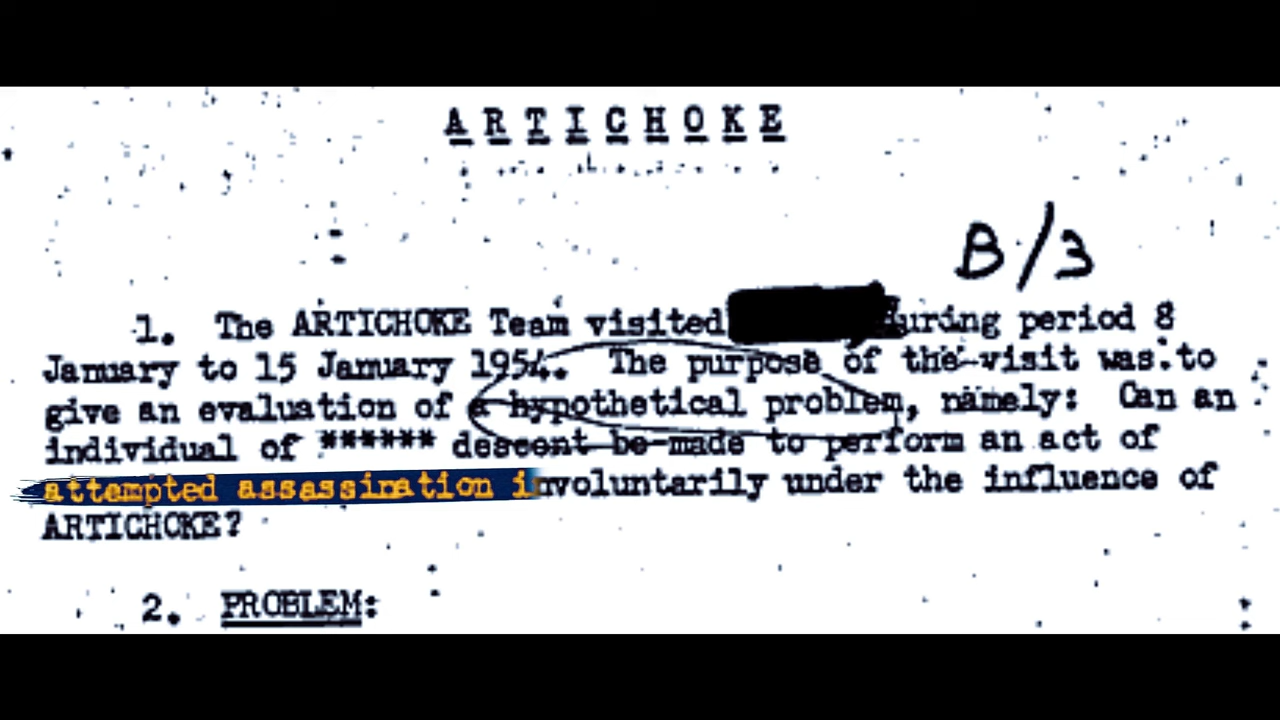 ARTICHOKE
B/3
1. The ARTICHOKE Team visited during period 8
January to 15 January 1954. The purpose of the visit was to
give an evaluation of a hypothetical problem, namely: Can an
individual of ****** descent be made to perform an act of
attempted assassination involuntarily under the influence of
ARTICHOKE?
2. PROBLEM: